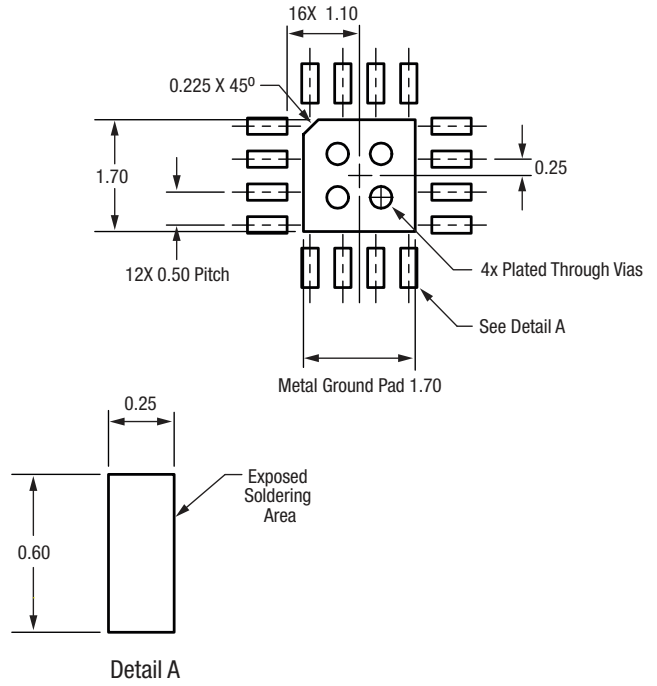 16X 1.10
0.225 X 45⁰
1.70
0.25
12X 0.50 Pitch
4x Plated Through Vias
See Detail A
Metal Ground Pad 1.70
0.25
Exposed
Soldering
Area
0.60
Detail A